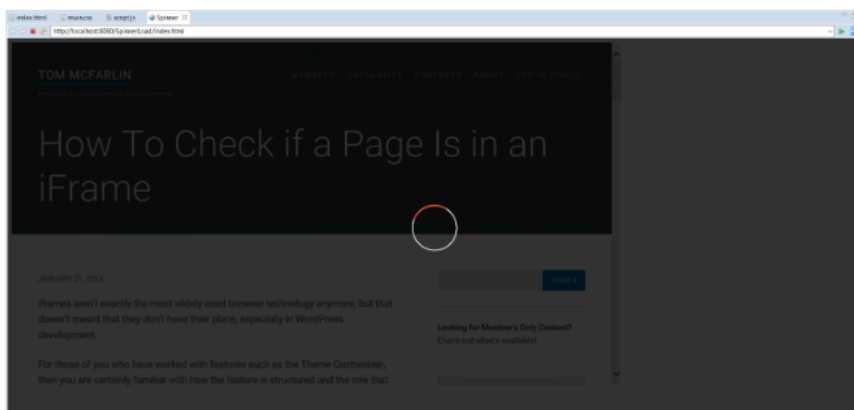 index.html main.css script.js Spinner
http://localhost:8080/SpinnerLoad/index.html
TOM MCFARLIN
MEMBERS CATEGORIES PARTNERS ABOUT GET IN TOUCH
How To Check if a Page Is in an
iFrame
JANUARY 21, 2014
SEARCH
iframes aren't exactly the most widely used browser technology anymore, but that
doesn't meant that they don't have their place, especially in WordPress
development.
Looking for Member's Only Content?
Check out what's available!
For those of you who have worked with features such as the Theme Customizer,
then you are certainly familiar with how the feature is structured and the role that